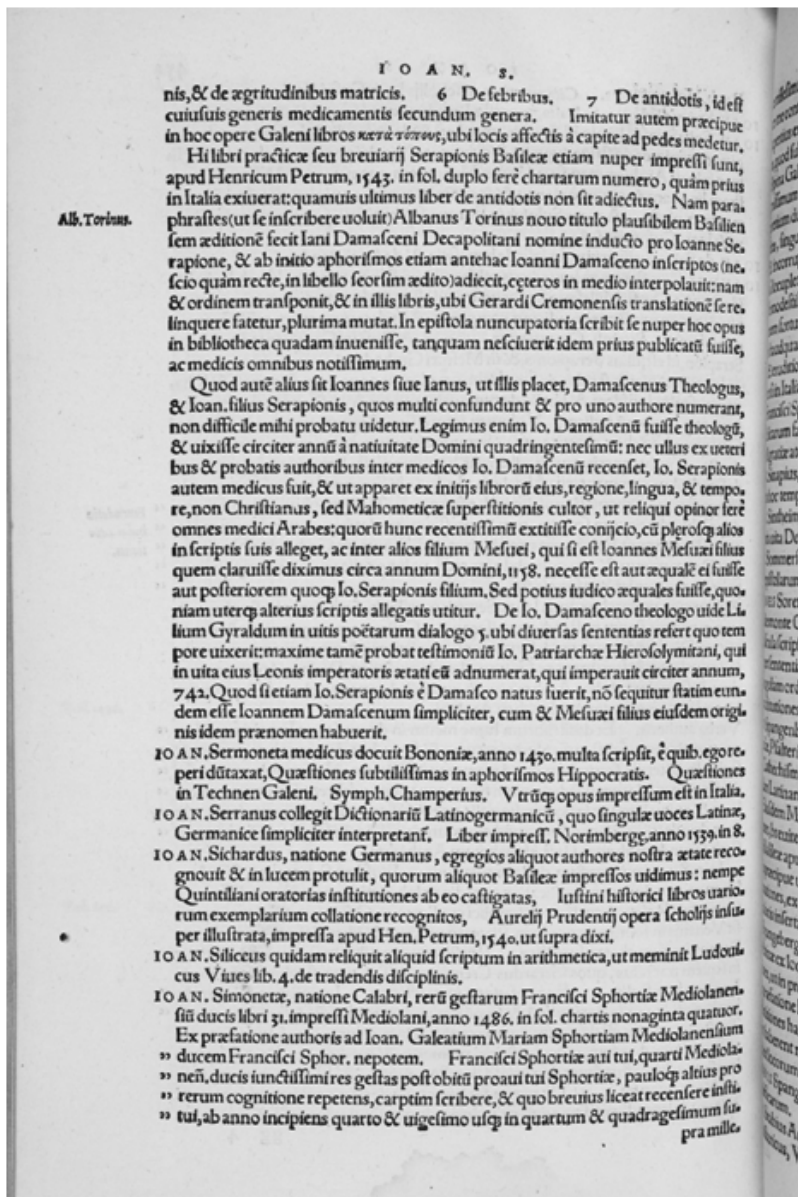 IOAN. S.
nis, & de ægritudinibus matricis. 6 De febribus. 7 De antidotis, id est
cuiusuis generis medicamentis secundum genera. Imitatur autem præcipue
in hoc opere Galeni libros κατὰ τόπους, ubi locis affectis à capite ad pedes medetur.
Hi libri practicæ seu breuiarij Serapionis Basileæ etiam nuper impressi sunt,
apud Henricum Petrum, 1543. in fol. duplo ferè chartarum numero, quàm prius
in Italia exiuerat: quamuis ultimus liber de antidotis non sit adiectus. Nam para-
Alb. Torinus.
phrastes (ut se inscribere uoluit) Albanus Torinus nouo titulo plausibilem Basilien
sem æditionē fecit Iani Damasceni Decapolitani nomine inducto pro Ioanne Se-
rapione, & ab initio aphorismos etiam antehac Ioanni Damasceno inscriptos (ne-
scio quàm recte, in libello seorsim ædito) adiecit, cęteros in medio interpolauit: nam
& ordinem transponit, & in illis libris, ubi Gerardi Cremonensis translationē se re-
linquere fatetur, plurima mutat. In epistola nuncupatoria scribit se nuper hoc opus
in bibliotheca quadam inuenisse, tanquam nesciuerit idem prius publicatū fuisse,
ac medicis omnibus notissimum.
Quod autē alius sit Ioannes siue Ianus, ut illis placet, Damascenus Theologus,
& Ioan. filius Serapionis, quos multi confundunt & pro uno authore numerant,
non difficile mihi probatu uidetur. Legimus enim Io. Damascenū fuisse theologū,
& uixisse circiter annū à natiuitate Domini quadringentesimū: nec ullus ex ueteri
bus & probatis authoribus inter medicos Io. Damascenū recenset, Io. Serapionis
autem medicus fuit, & ut apparet ex initijs librorū eius, regione, lingua, & tempo-
re, non Christianus, sed Mahometicæ superstitionis cultor, ut reliqui opinor ferè
omnes medici Arabes: quorū hunc recentissimū extitisse conijcio, cū plerosq; alios
in scriptis suis alleget, ac inter alios filium Mesuei, qui si est Ioannes Mesuæi filius
quem claruisse diximus circa annum Domini, 1158. necesse est aut æqualē ei fuisse
aut posteriorem quoq; Io. Serapionis filium. Sed potius iudico æquales fuisse, quo-
niam uterq; alterius scriptis allegatis utitur. De Io. Damasceno theologo uide Li-
lium Gyraldum in uitis poëtarum dialogo 5. ubi diuersas sententias refert quo tem
pore uixerit: maxime tamē probat testimoniū Io. Patriarchæ Hierosolymitani, qui
in uita eius Leonis imperatoris ætati eū adnumerat, qui imperauit circiter annum,
742. Quod si etiam Io. Serapionis è Damasco natus fuerit, nō sequitur statim eun-
dem esse Ioannem Damascenum simpliciter, cum & Mesuæi filius eiusdem origi-
nis idem prænomen habuerit.
IOAN. Sermoneta medicus docuit Bononiæ, anno 1430. multa scripsit, è quib. ego re-
peri dūtaxat, Quæstiones subtilissimas in aphorismos Hippocratis. Quæstiones
in Technen Galeni. Symph. Champerius. Vtrūq; opus impressum est in Italia.
IOAN. Serranus collegit Dictionariū Latinogermanicū, quo singulæ uoces Latinæ,
Germanice simpliciter interpretant̃. Liber impress. Norimbergę, anno 1539. in 8.
IOAN. Sichardus, natione Germanus, egregios aliquot authores nostra ætate reco-
gnouit & in lucem protulit, quorum aliquot Basileæ impressos uidimus: nempe
Quintiliani oratorias institutiones ab eo castigatas, Iustini historici libros uario-
rum exemplarium collatione recognitos, Aurelij Prudentij opera scholijs insu-
per illustrata, impressa apud Hen. Petrum, 1540. ut supra dixi.
IOAN. Siliceus quidam reliquit aliquid scriptum in arithmetica, ut meminit Ludoui-
cus Viues lib. 4. de tradendis disciplinis.
IOAN. Simonetæ, natione Calabri, rerū gestarum Francisci Sphortiæ Mediolanen-
siū ducis libri 31. impressi Mediolani, anno 1486. in fol. chartis nonaginta quatuor.
Ex præfatione authoris ad Ioan. Galeatium Mariam Sphortiam Mediolanensium
” ducem Francisci Sphor. nepotem. Francisci Sphortiæ aui tui, quarti Mediola-
” neñ. ducis iunctissimi res gestas post obitū proaui tui Sphortiæ, pauloq; altius pro
” rerum cognitione repetens, carptim scribere, & quo breuius liceat recensere insti-
” tui, ab anno incipiens quarto & uigesimo usq; in quartum & quadragesimum su-
pra mille-